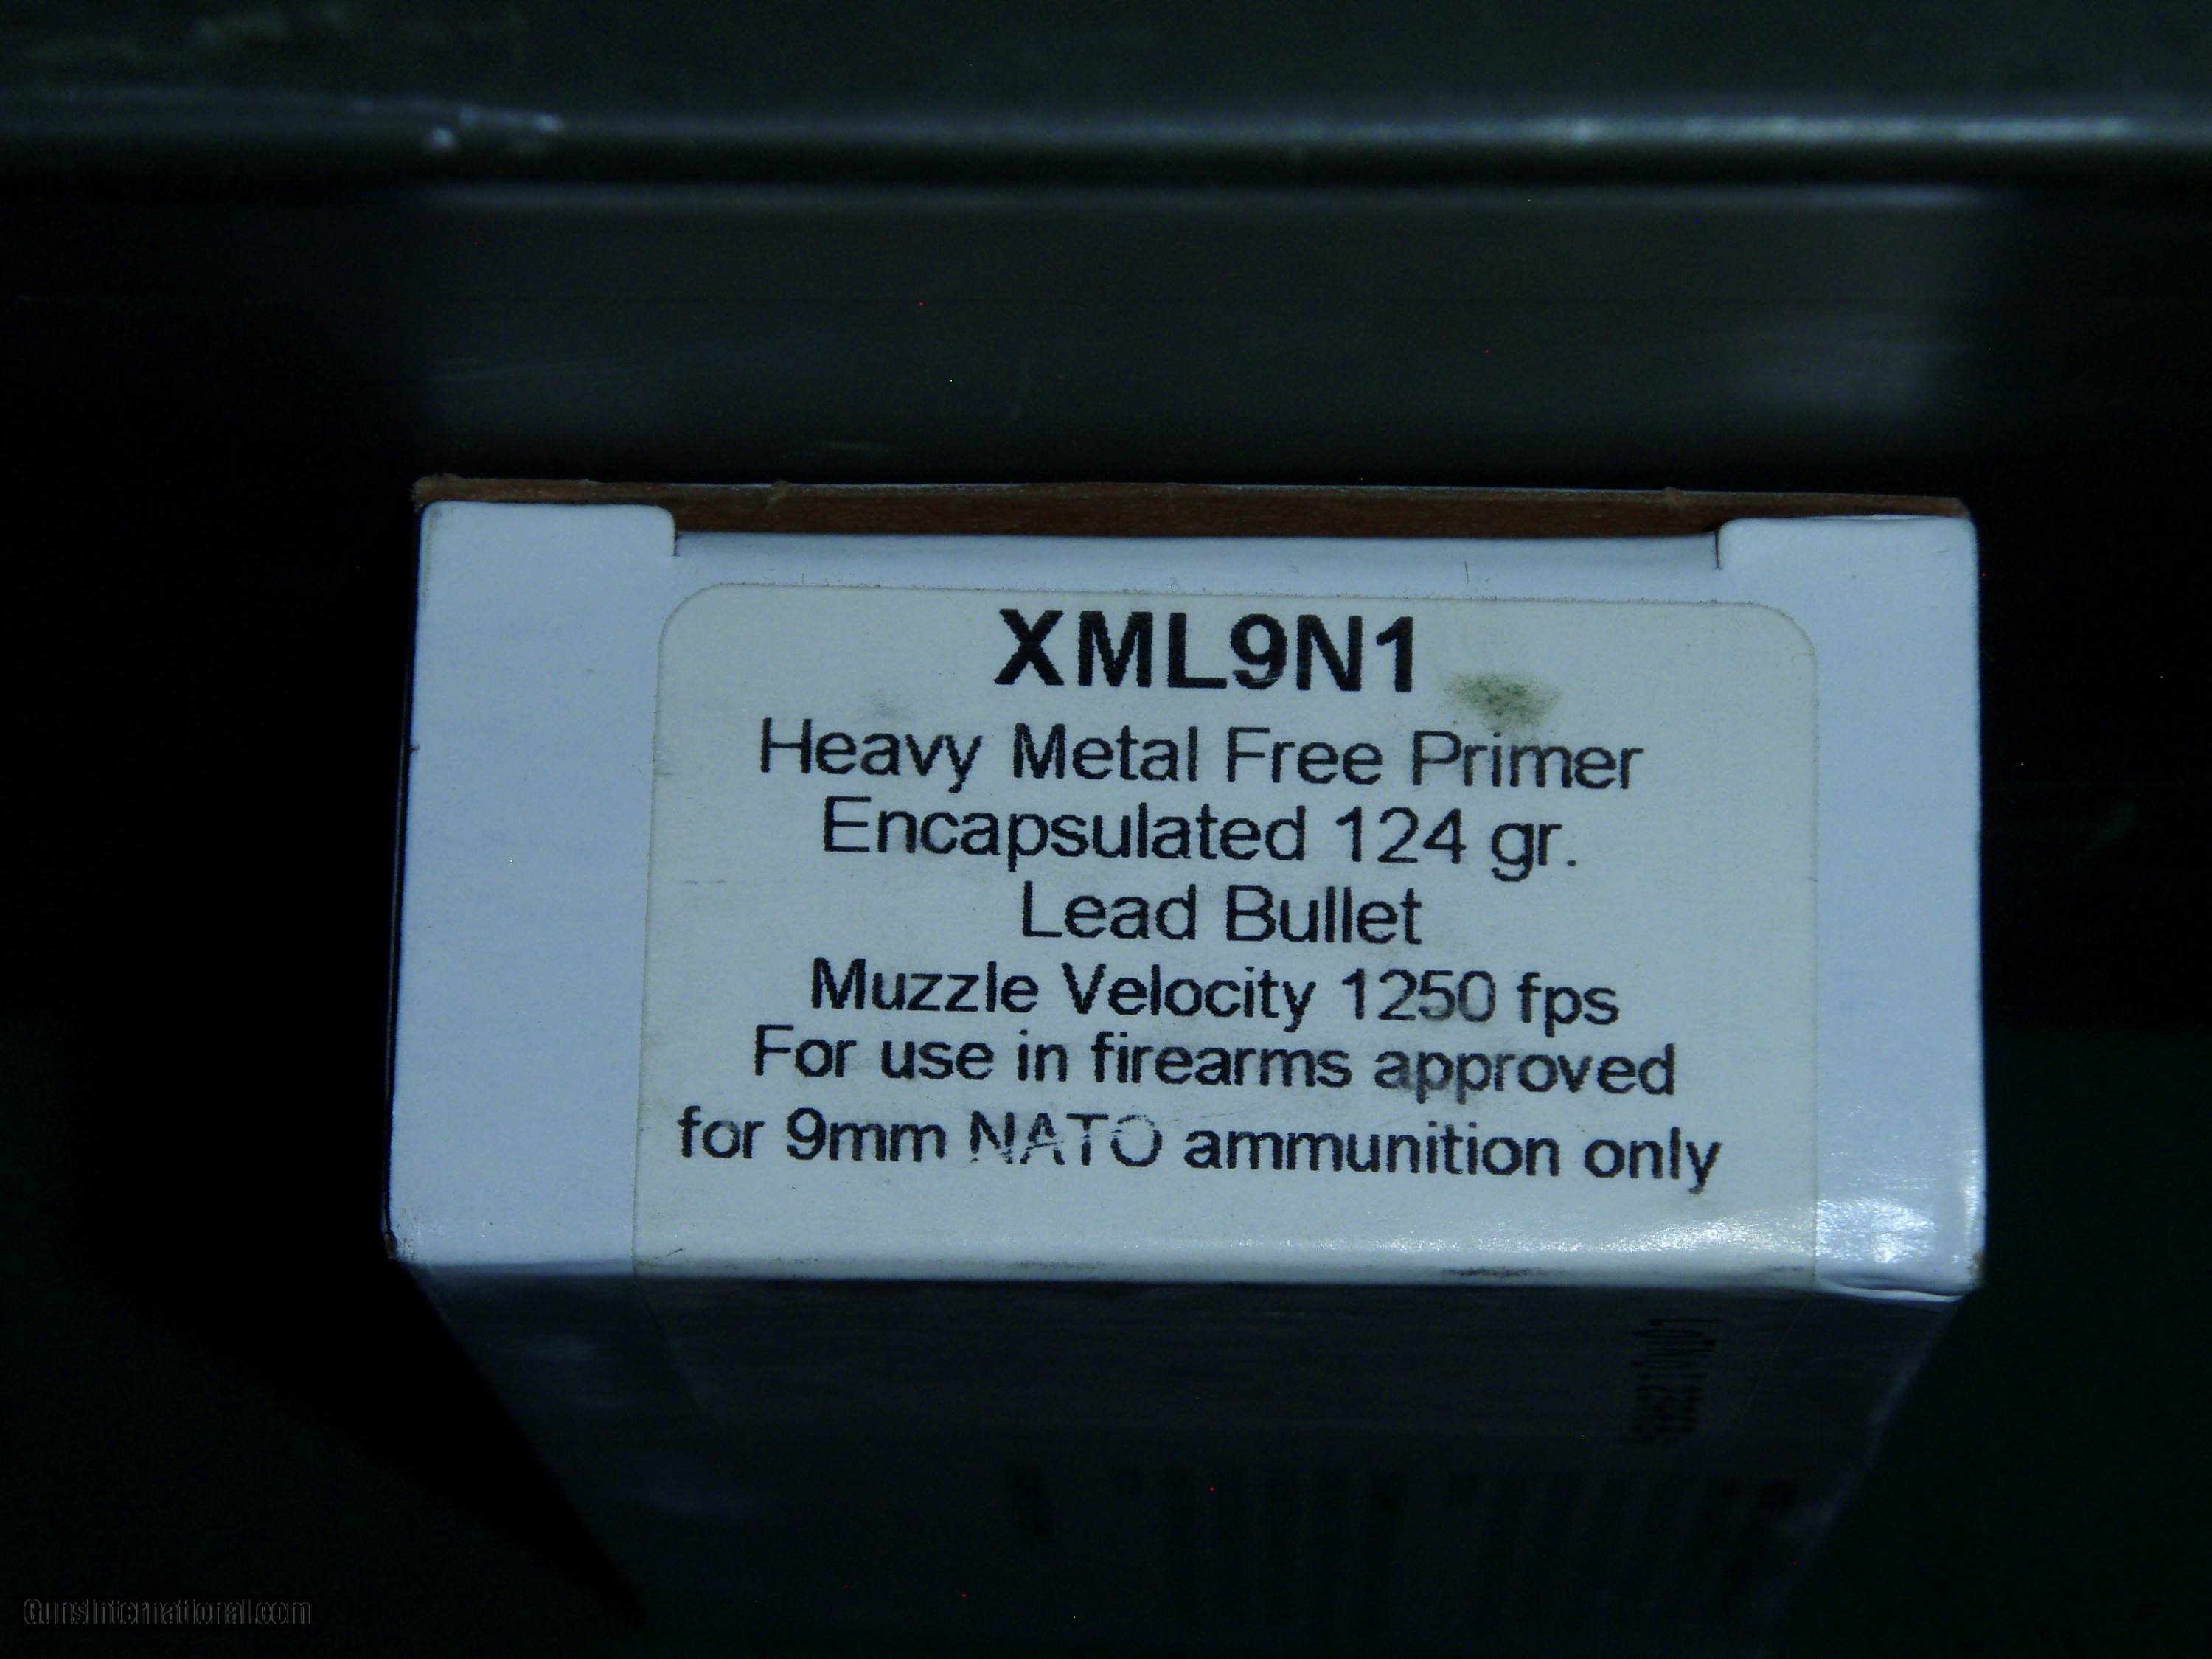 XML9N1
Heavy Metal Free Primer
Encapsulated 124 gr.
Lead Bullet
Muzzle Velocity 1250 fps
For use in firearms approved
for 9mm NATO ammunition only
GunsInternational.com